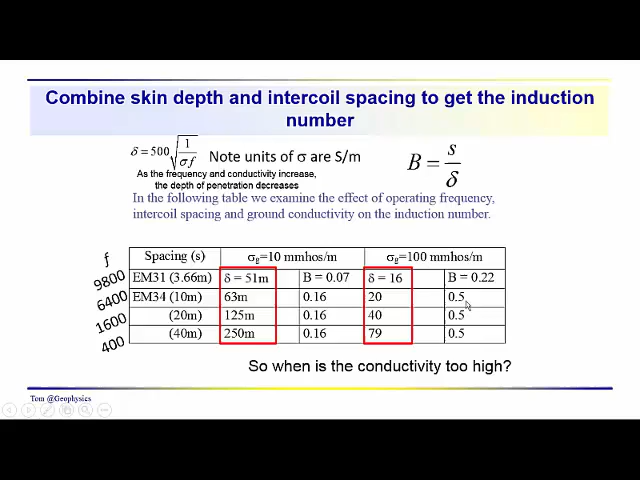 Combine skin depth and intercoil spacing to get the induction
number
δ = 500 √(1/σf)
Note units of σ are S/m
B = s/δ
As the frequency and conductivity increase,
the depth of penetration decreases
In the following table we examine the effect of operating frequency,
intercoil spacing and ground conductivity on the induction number.
f Spacing (s) σg=10 mmhos/m σg=100 mmhos/m
9800 EM31 (3.66m) δ = 51m B = 0.07 δ = 16 B = 0.22
6400 EM34 (10m) 63m 0.16 20 0.5
1600 (20m) 125m 0.16 40 0.5
400 (40m) 250m 0.16 79 0.5
So when is the conductivity too high?
Tom @Geophysics